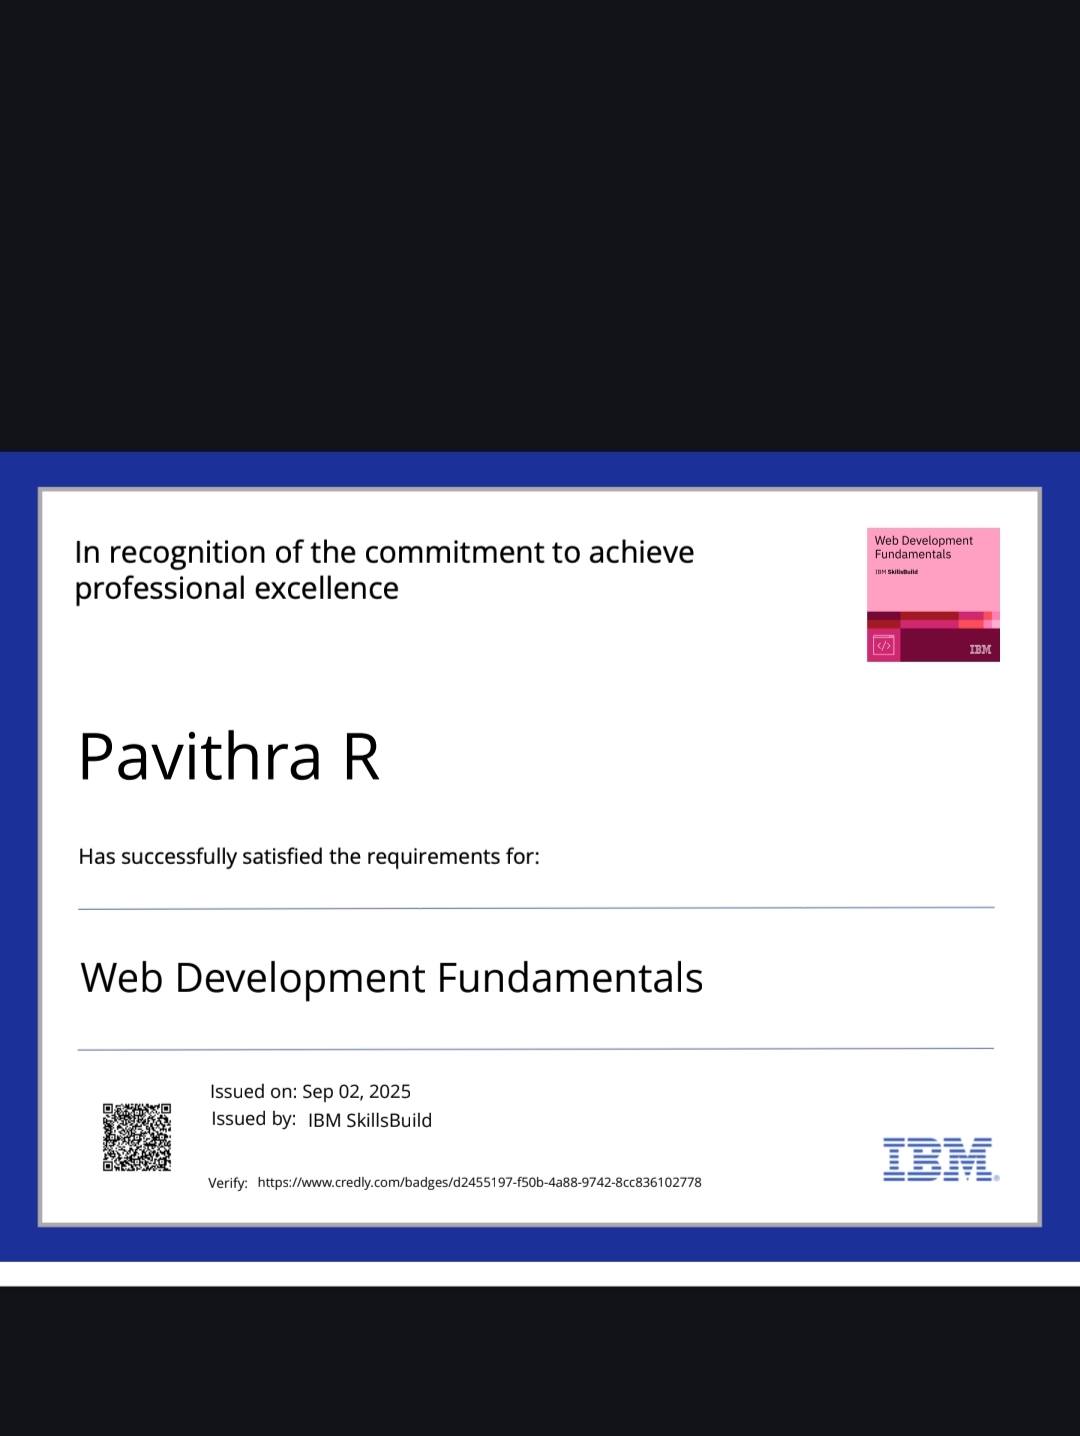 In recognition of the commitment to achieve
professional excellence
Web Development
Fundamentals
IBM SkillsBuild
IBM
Pavithra R
Has successfully satisfied the requirements for:
Web Development Fundamentals
Issued on: Sep 02, 2025
Issued by: IBM SkillsBuild
Verify: https://www.credly.com/badges/d2455197-f50b-4a88-9742-8cc836102778
IBM®